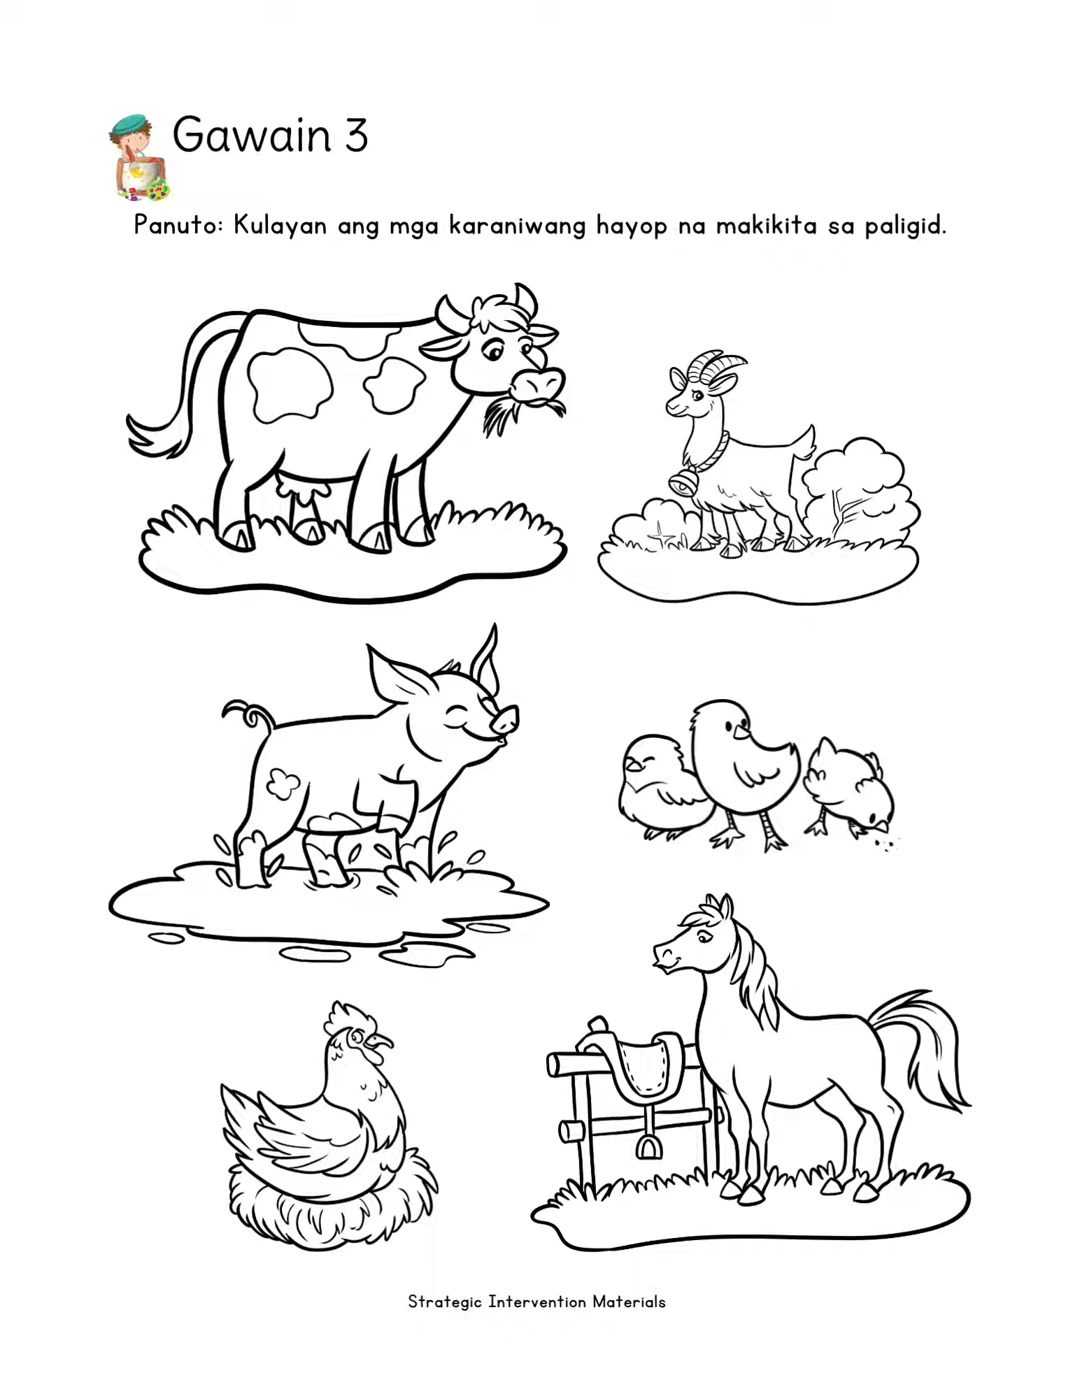 Gawain 3
Panuto: Kulayan ang mga karaniwang hayop na makikita sa paligid.
Strategic Intervention Materials